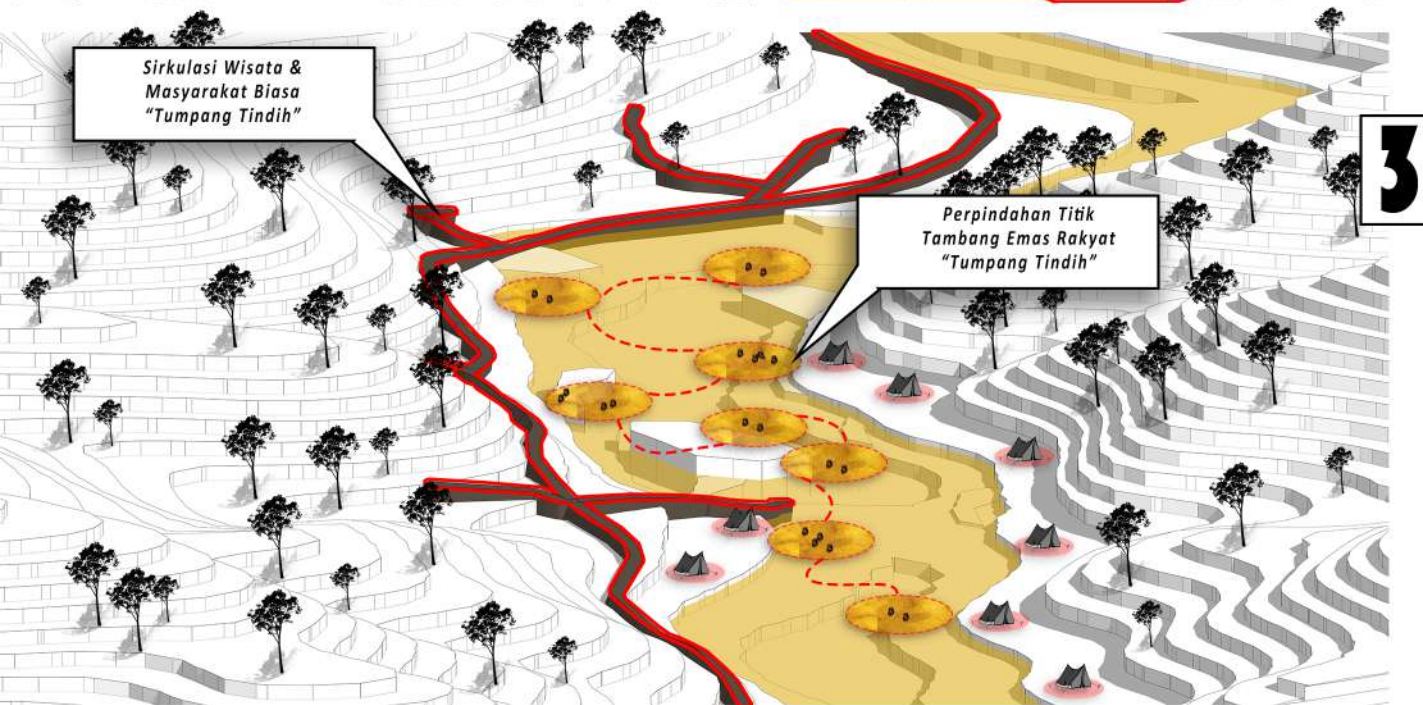 Sirkulasi Wisata &
Masyarakat Biasa
“Tumpang Tindih”
3
Perpindahan Titik
Tambang Emas Rakyat
“Tumpang Tindih”